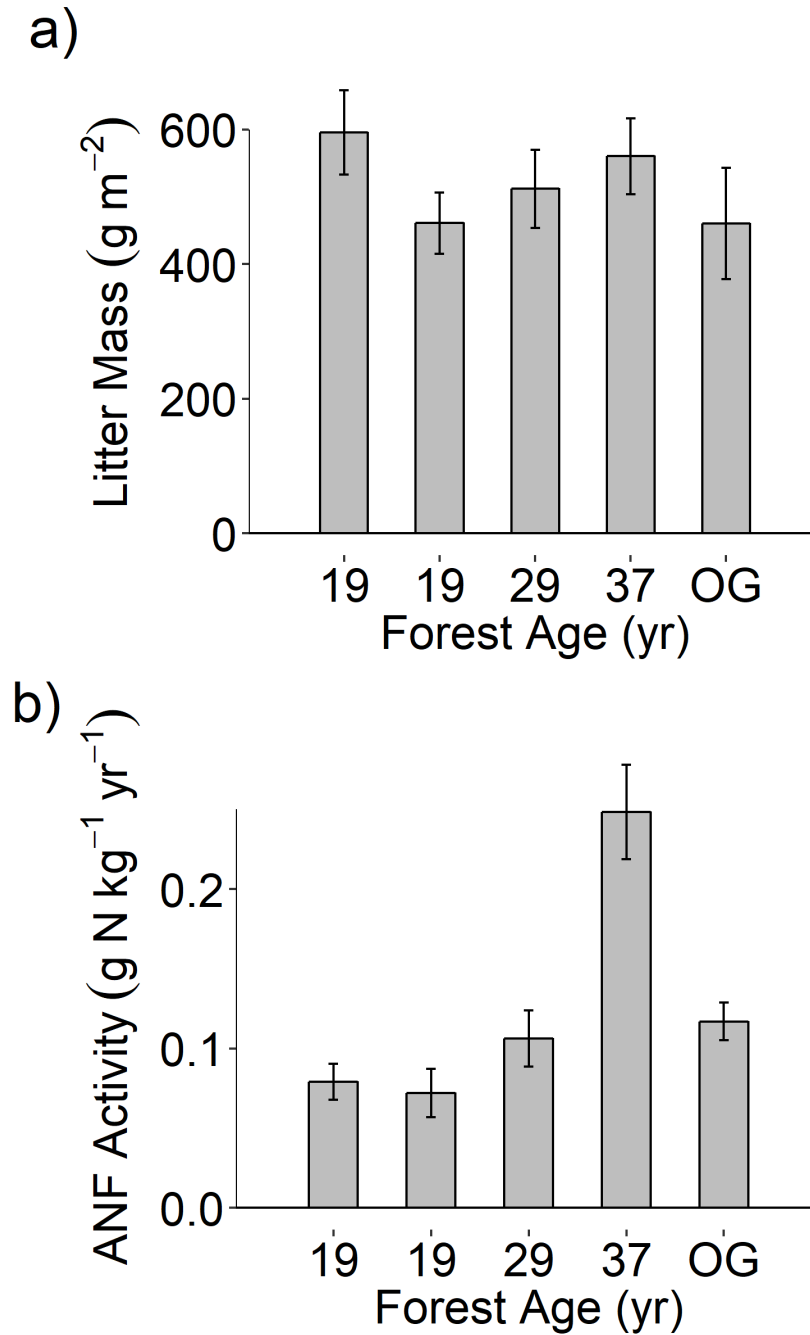 a)
Litter Mass (g m⁻²)
600
400
200
0
19 19 29 37 OG
Forest Age (yr)
b)
ANF Activity (g N kg⁻¹ yr⁻¹)
0.2
0.1
0.0
19 19 29 37 OG
Forest Age (yr)